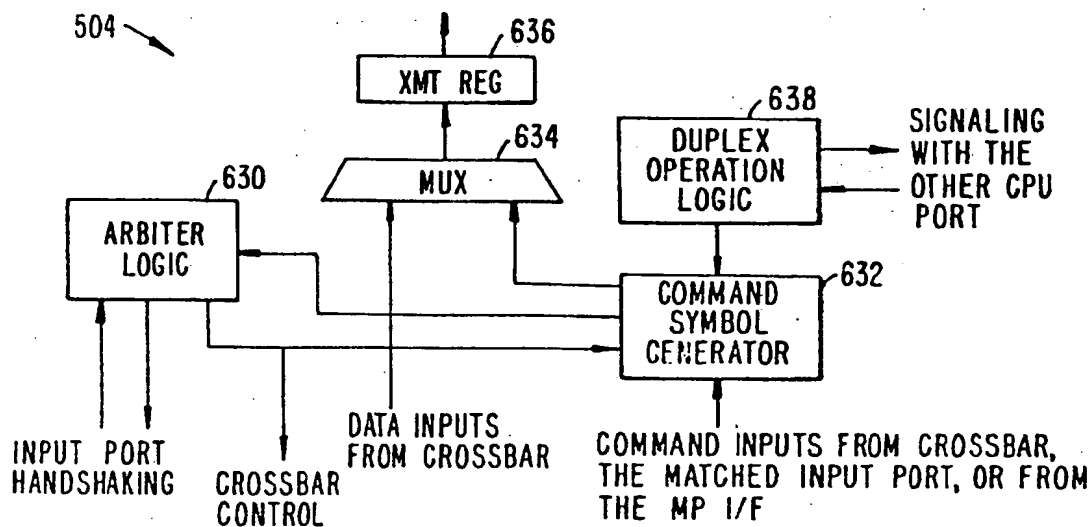 504
636
XMT REG
634
MUX
638
DUPLEX
OPERATION
LOGIC
SIGNALING
WITH THE
OTHER CPU
PORT
630
ARBITER
LOGIC
632
COMMAND
SYMBOL
GENERATOR
INPUT PORT
HANDSHAKING
CROSSBAR
CONTROL
DATA INPUTS
FROM CROSSBAR
COMMAND INPUTS FROM CROSSBAR,
THE MATCHED INPUT PORT, OR FROM
THE MP I/F